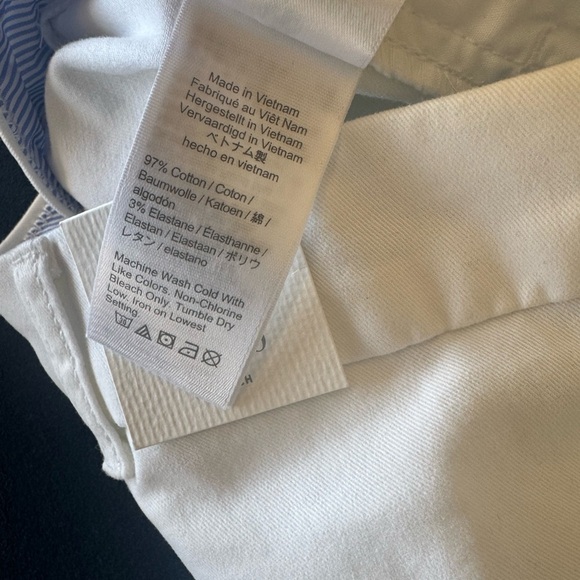 Made in Vietnam
Fabriqué au Viêt Nam
Hergestellt in Vietnam
Vervaardigd in Vietnam
ベトナム製
hecho en vietnam
97% Cotton / Coton /
Baumwolle / Katoen / 綿 /
algodón
3% Elastane / Élasthanne /
Elastan / Elastaan / ポリウ
レタン / elastano
Machine Wash Cold With
Like Colors. Non-Chlorine
Bleach Only. Tumble Dry
Low. Iron on Lowest
Setting.